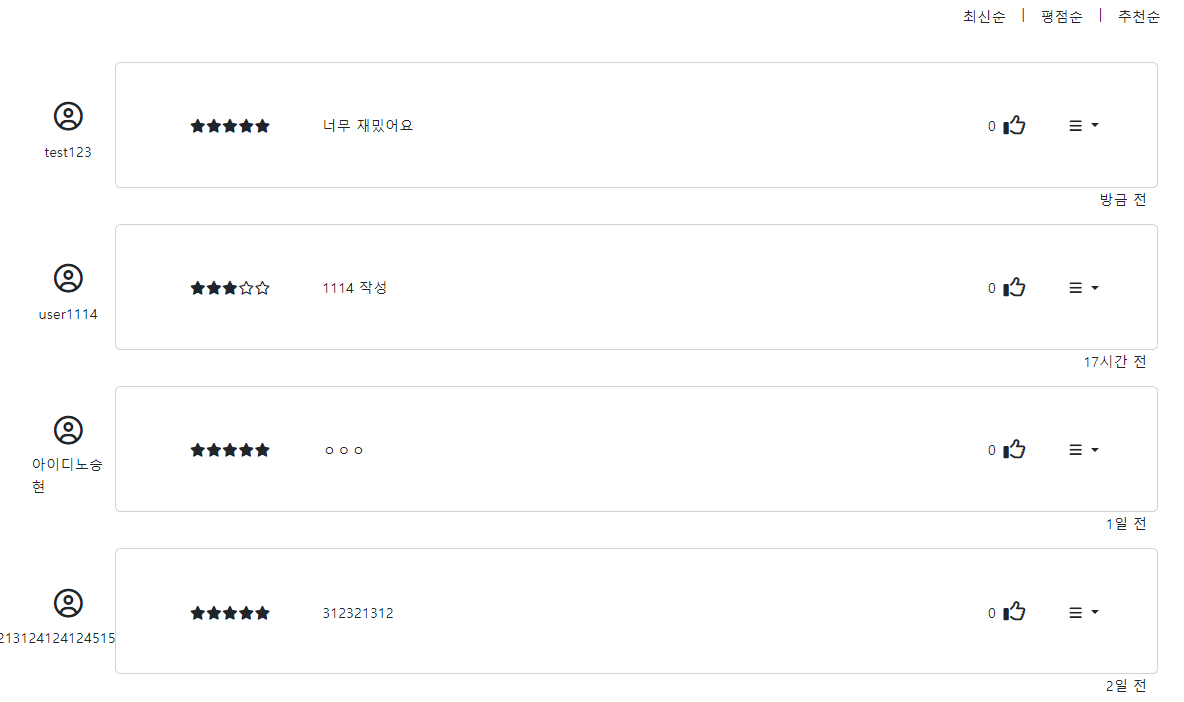 최신순 | 평점순 | 추천순
test123
너무 재밌어요
0
방금 전
user1114
1114 작성
0
17시간 전
아이디노승
현
ㅇㅇㅇ
0
1일 전
213124124124515
312321312
0
2일 전